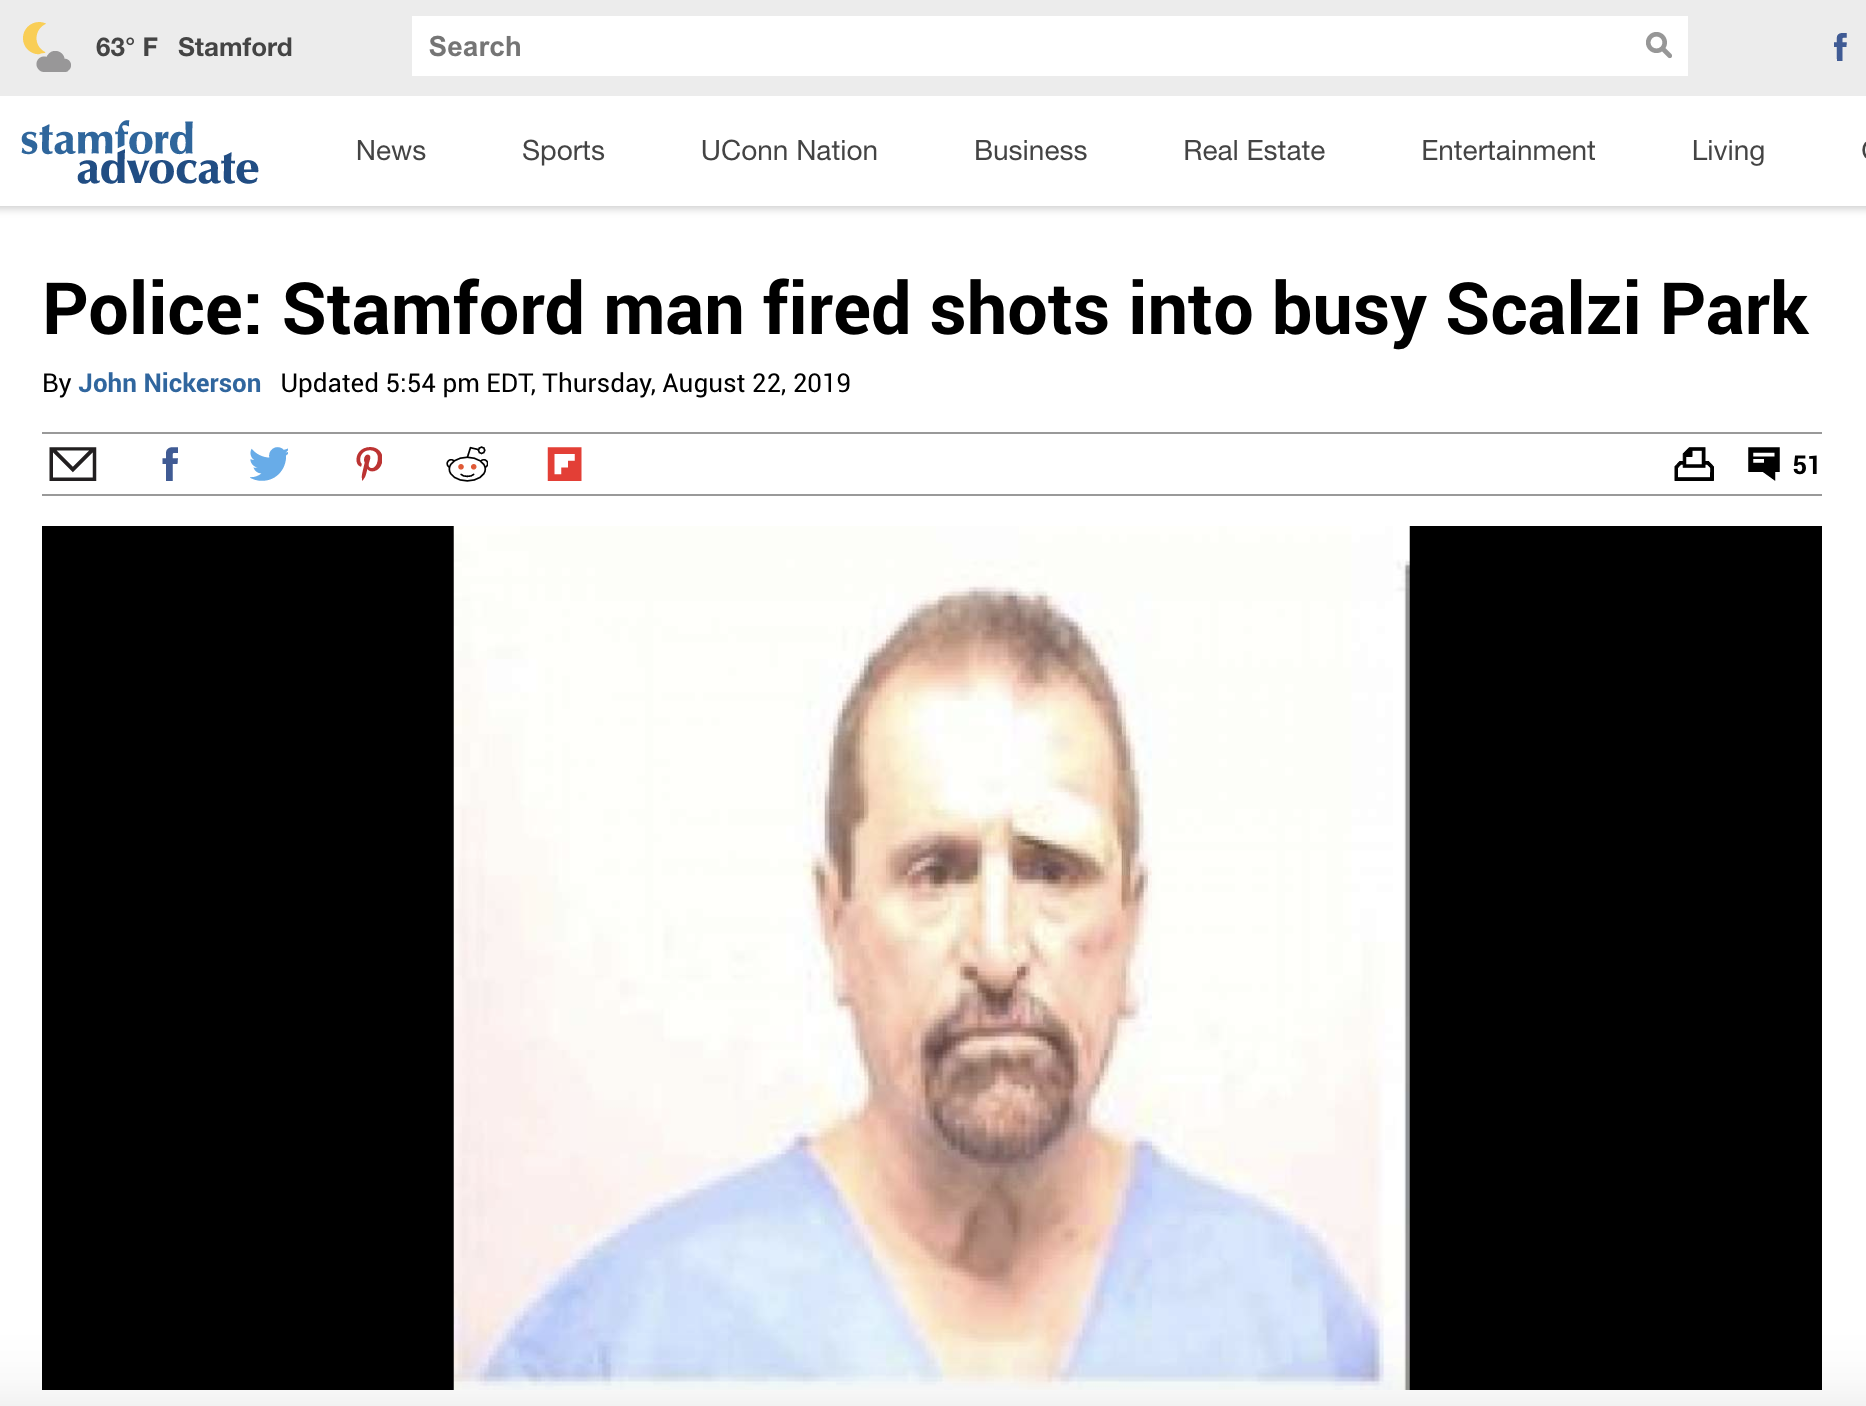 63° F Stamford
Search
stamford
advocate
News Sports UConn Nation Business Real Estate Entertainment Living
Police: Stamford man fired shots into busy Scalzi Park
By John Nickerson Updated 5:54 pm EDT, Thursday, August 22, 2019
51